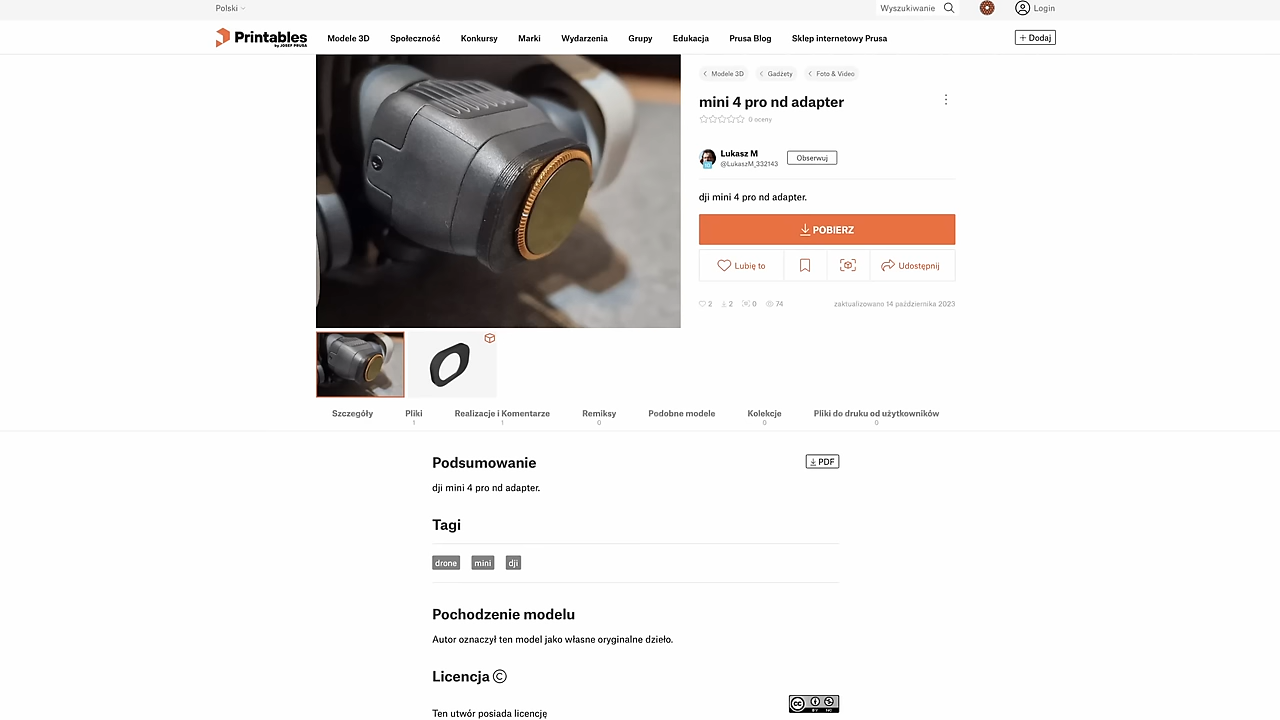 Polski
Wyszukiwanie
Login
Printables
by JOSEF PRUSA
Modele 3D
Społeczność
Konkursy
Marki
Wydarzenia
Grupy
Edukacja
Prusa Blog
Sklep internetowy Prusa
+ Dodaj
Modele 3D
Gadżety
Foto & Video
mini 4 pro nd adapter
0 oceny
Lukasz M
@LukaszM_332143
Obserwuj
dji mini 4 pro nd adapter.
POBIERZ
Lubię to
Udostępnij
2
2
0
74
zaktualizowano 14 października 2023
Szczegóły
Pliki
1
Realizacje i Komentarze
1
Remiksy
0
Podobne modele
Kolekcje
0
Pliki do druku od użytkowników
0
Podsumowanie
PDF
dji mini 4 pro nd adapter.
Tagi
drone
mini
dji
Pochodzenie modelu
Autor oznaczył ten model jako własne oryginalne dzieło.
Licencja ©
Ten utwór posiada licencję
cc
BY NC